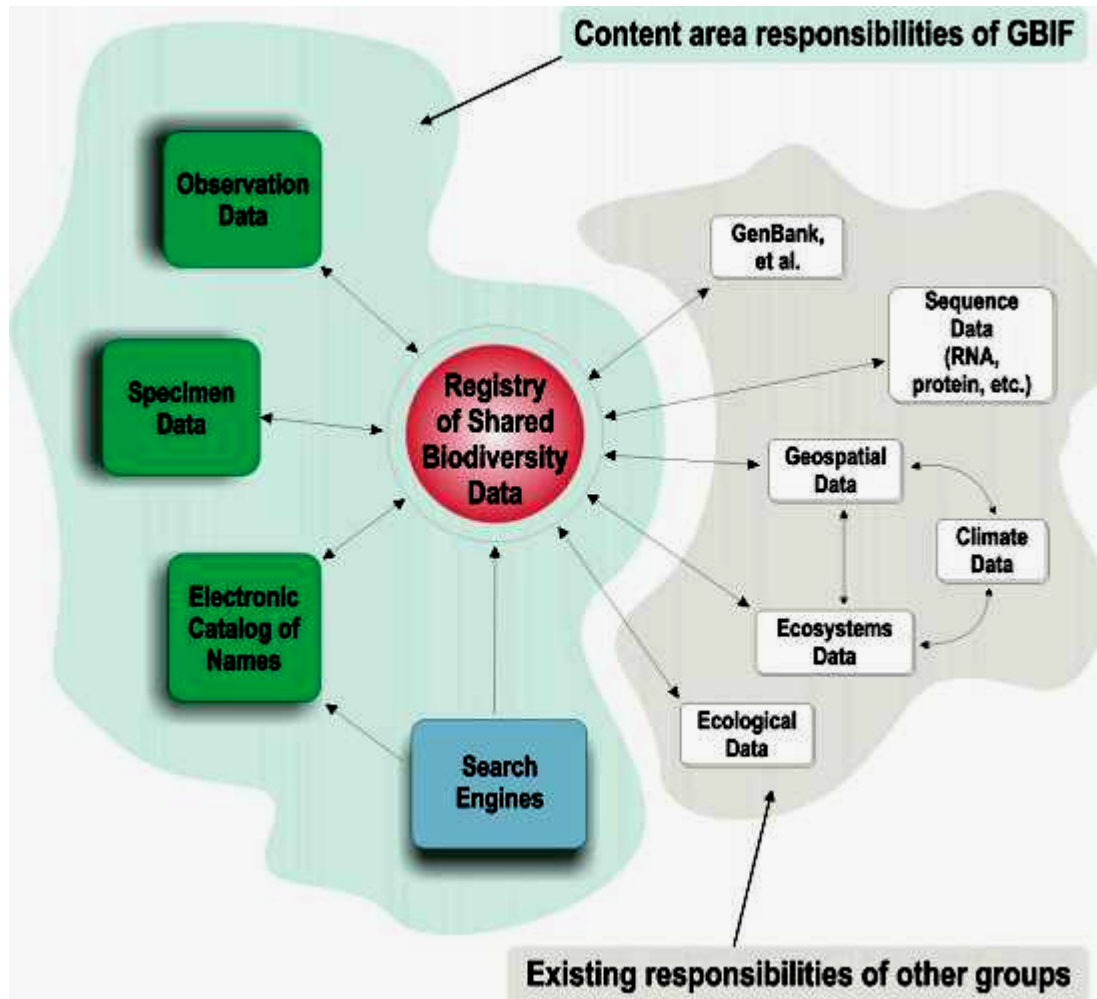 Content area responsibilities of GBIF
Observation
Data
GenBank,
et al.
Sequence
Data
(RNA,
protein, etc.)
Specimen
Data
Registry
of Shared
Biodiversity
Data
Geospatial
Data
Climate
Data
Electronic
Catalog of
Names
Ecosystems
Data
Ecological
Data
Search
Engines
Existing responsibilities of other groups